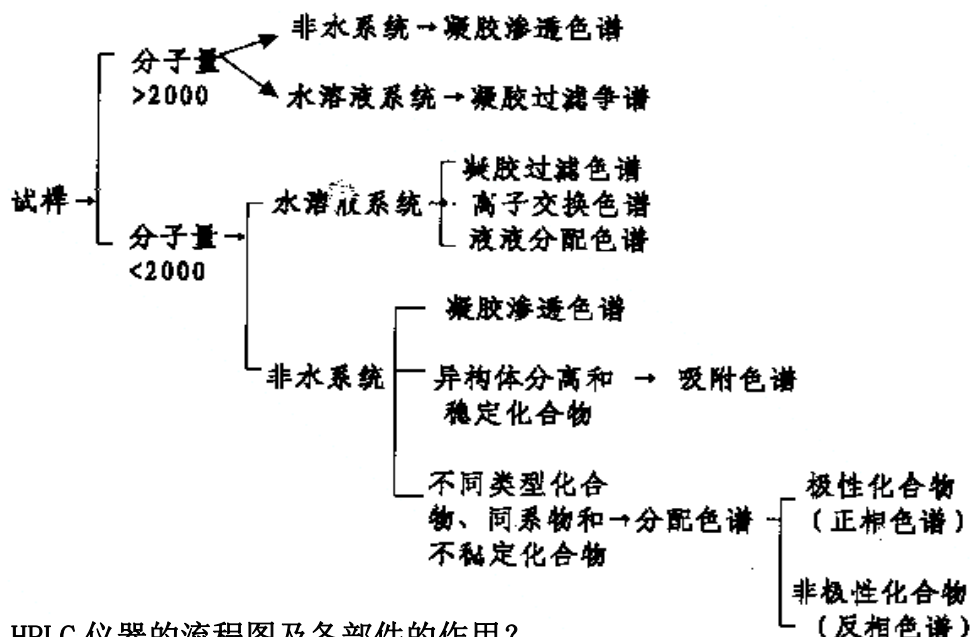 非水系统→凝胶渗透色谱
分子量
>2000
水溶液系统→凝胶过滤争谱
试样→
凝胶过滤色谱
水溶液系统→
离子交换色谱
液液分配色谱
分子量→
<2000
凝胶渗透色谱
非水系统
异构体分离和 → 吸附色谱
稳定化合物
不同类型化合
物、同系物和→分配色谱
不稳定化合物
极性化合物
(正相色谱)
非极性化合物
(反相色谱)
HPLC 仪器的流程图及各部件的作用?